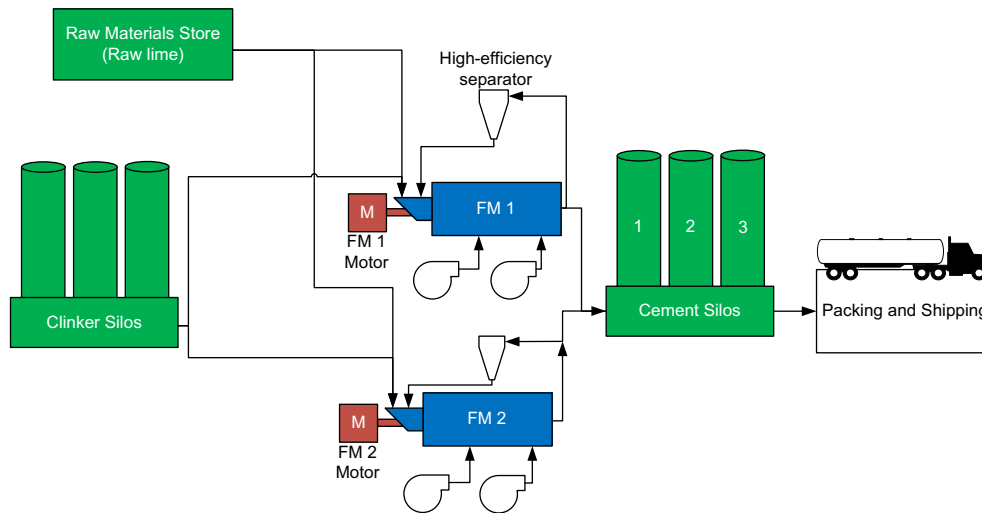 Raw Materials Store
(Raw lime)
High-efficiency
separator
M
FM 1
FM 1
Motor
1
2
3
Clinker Silos
Cement Silos
Packing and Shipping
M
FM 2
FM 2
Motor